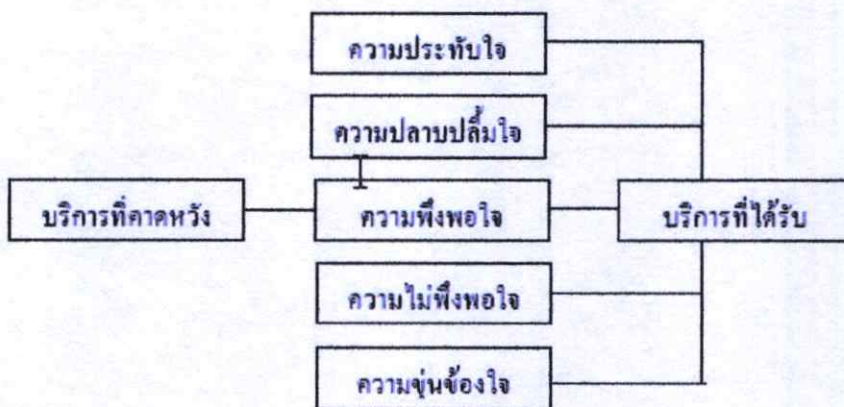 ความประทับใจ
ความปลาบปลื้มใจ
บริการที่คาดหวัง
ความพึงพอใจ
บริการที่ได้รับ
ความไม่พึงพอใจ
ความขุ่นข้องใจ